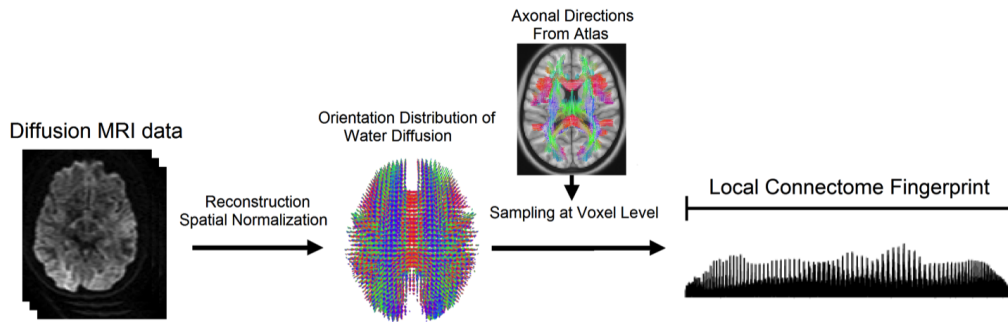 Diffusion MRI data
Reconstruction
Spatial Normalization
Orientation Distribution of
Water Diffusion
Axonal Directions
From Atlas
Sampling at Voxel Level
Local Connectome Fingerprint